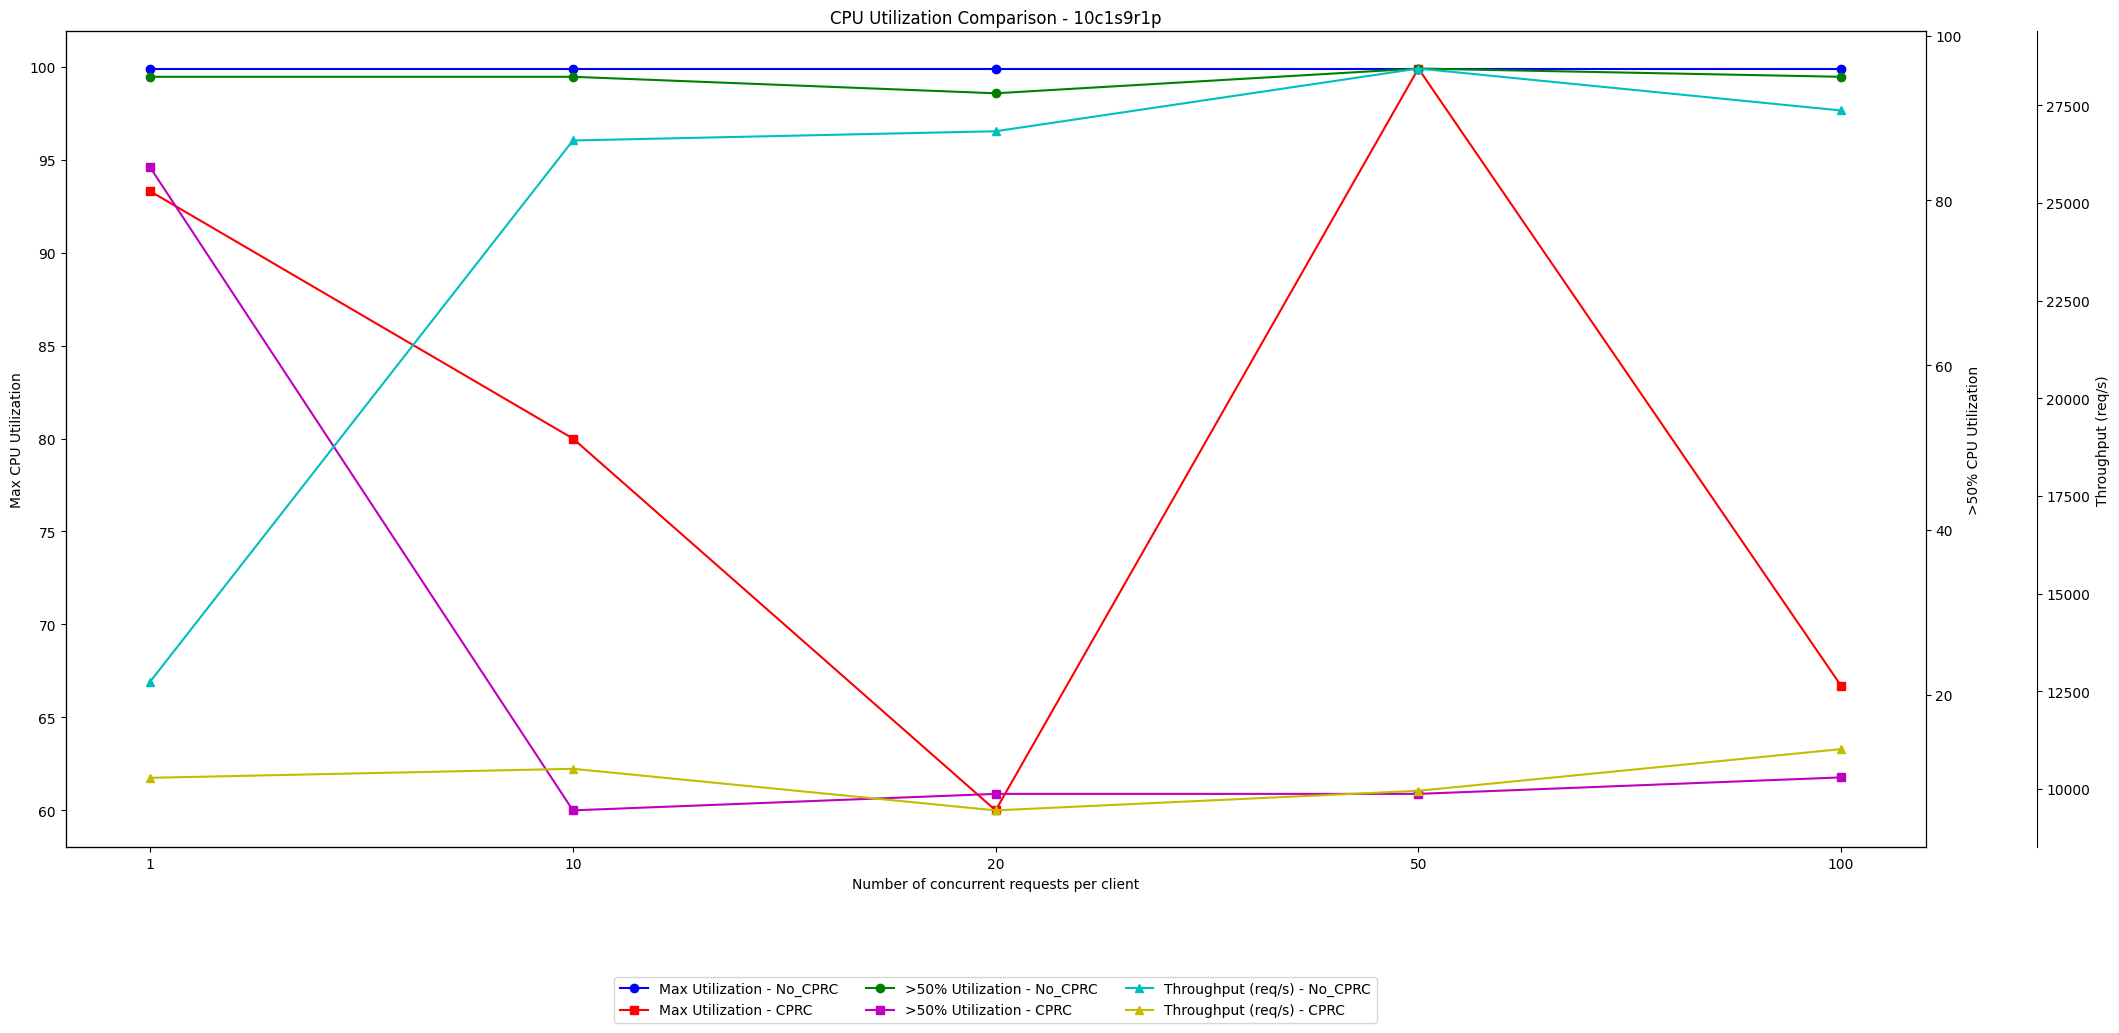 CPU Utilization Comparison - 10c1s9r1p
Max CPU Utilization
100
95
90
85
80
75
70
65
60
100
80
60
40
20
>50% CPU Utilization
27500
25000
22500
20000
17500
15000
12500
10000
Throughput (req/s)
1 10 20 50 100
Number of concurrent requests per client
Max Utilization - No_CPRC >50% Utilization - No_CPRC Throughput (req/s) - No_CPRC
Max Utilization - CPRC >50% Utilization - CPRC Throughput (req/s) - CPRC